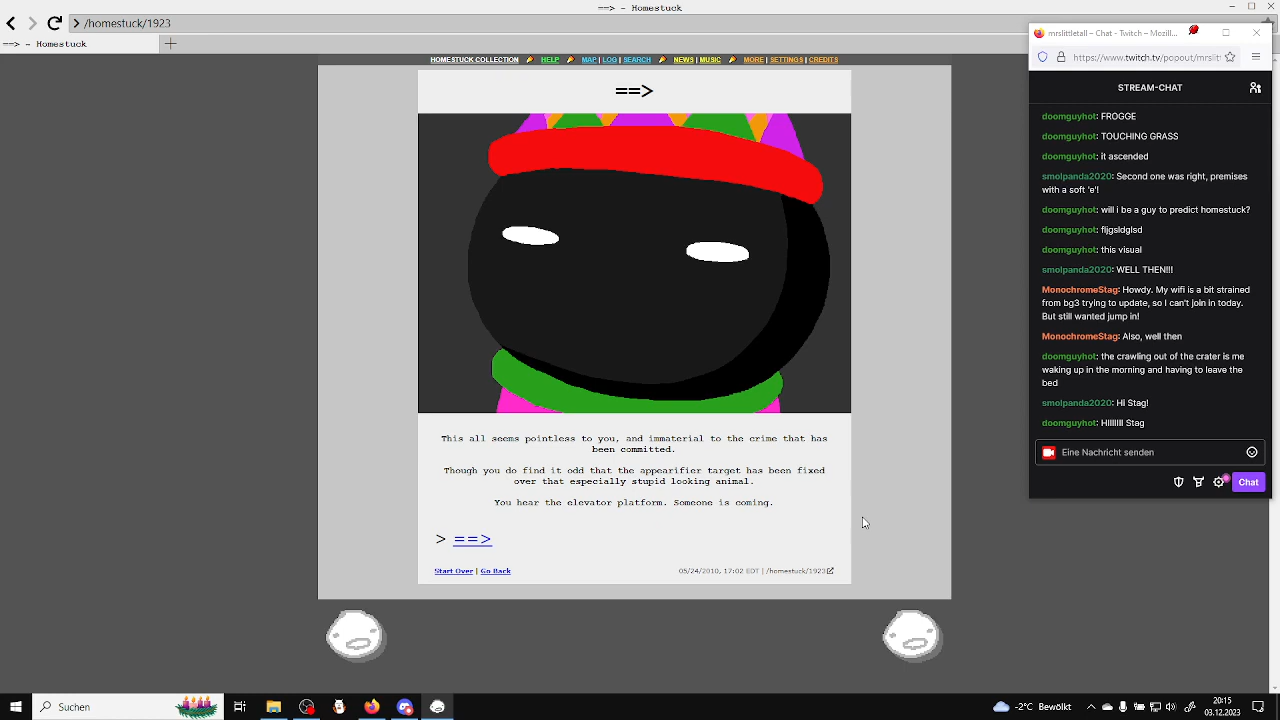 ==> - Homestuck
/homestuck/1923
==> - Homestuck
HOMESTUCK COLLECTION HELP MAP | LOG | SEARCH NEWS | MUSIC MORE | SETTINGS | CREDITS
==>
This all seems pointless to you, and immaterial to the crime that has
been committed.
Though you do find it odd that the appearifier target has been fixed
over that especially stupid looking animal.
You hear the elevator platform. Someone is coming.
> ==>
Start Over | Go Back
05/24/2010, 17:02 EDT | /homestuck/1923
mrslittletall – Chat - Twitch – Mozill...
https://www.twitch.tv/popout/mrslitt
STREAM-CHAT
doomguyhot: FROGGE
doomguyhot: TOUCHING GRASS
doomguyhot: it ascended
smolpanda2020: Second one was right, premises
with a soft 'e'!
doomguyhot: will i be a guy to predict homestuck?
doomguyhot: fijgsldglsd
doomguyhot: this visual
smolpanda2020: WELL THEN!!!
MonochromeStag: Howdy. My wifi is a bit strained
from bg3 trying to update, so I can't join in today.
But still wanted jump in!
MonochromeStag: Also, well then
doomguyhot: the crawling out of the crater is me
waking up in the morning and having to leave the
bed
smolpanda2020: Hi Stag!
doomguyhot: HIIIIIII Stag
Eine Nachricht senden
Chat
Suchen
-2°C Bewölkt
20:15
03.12.2023